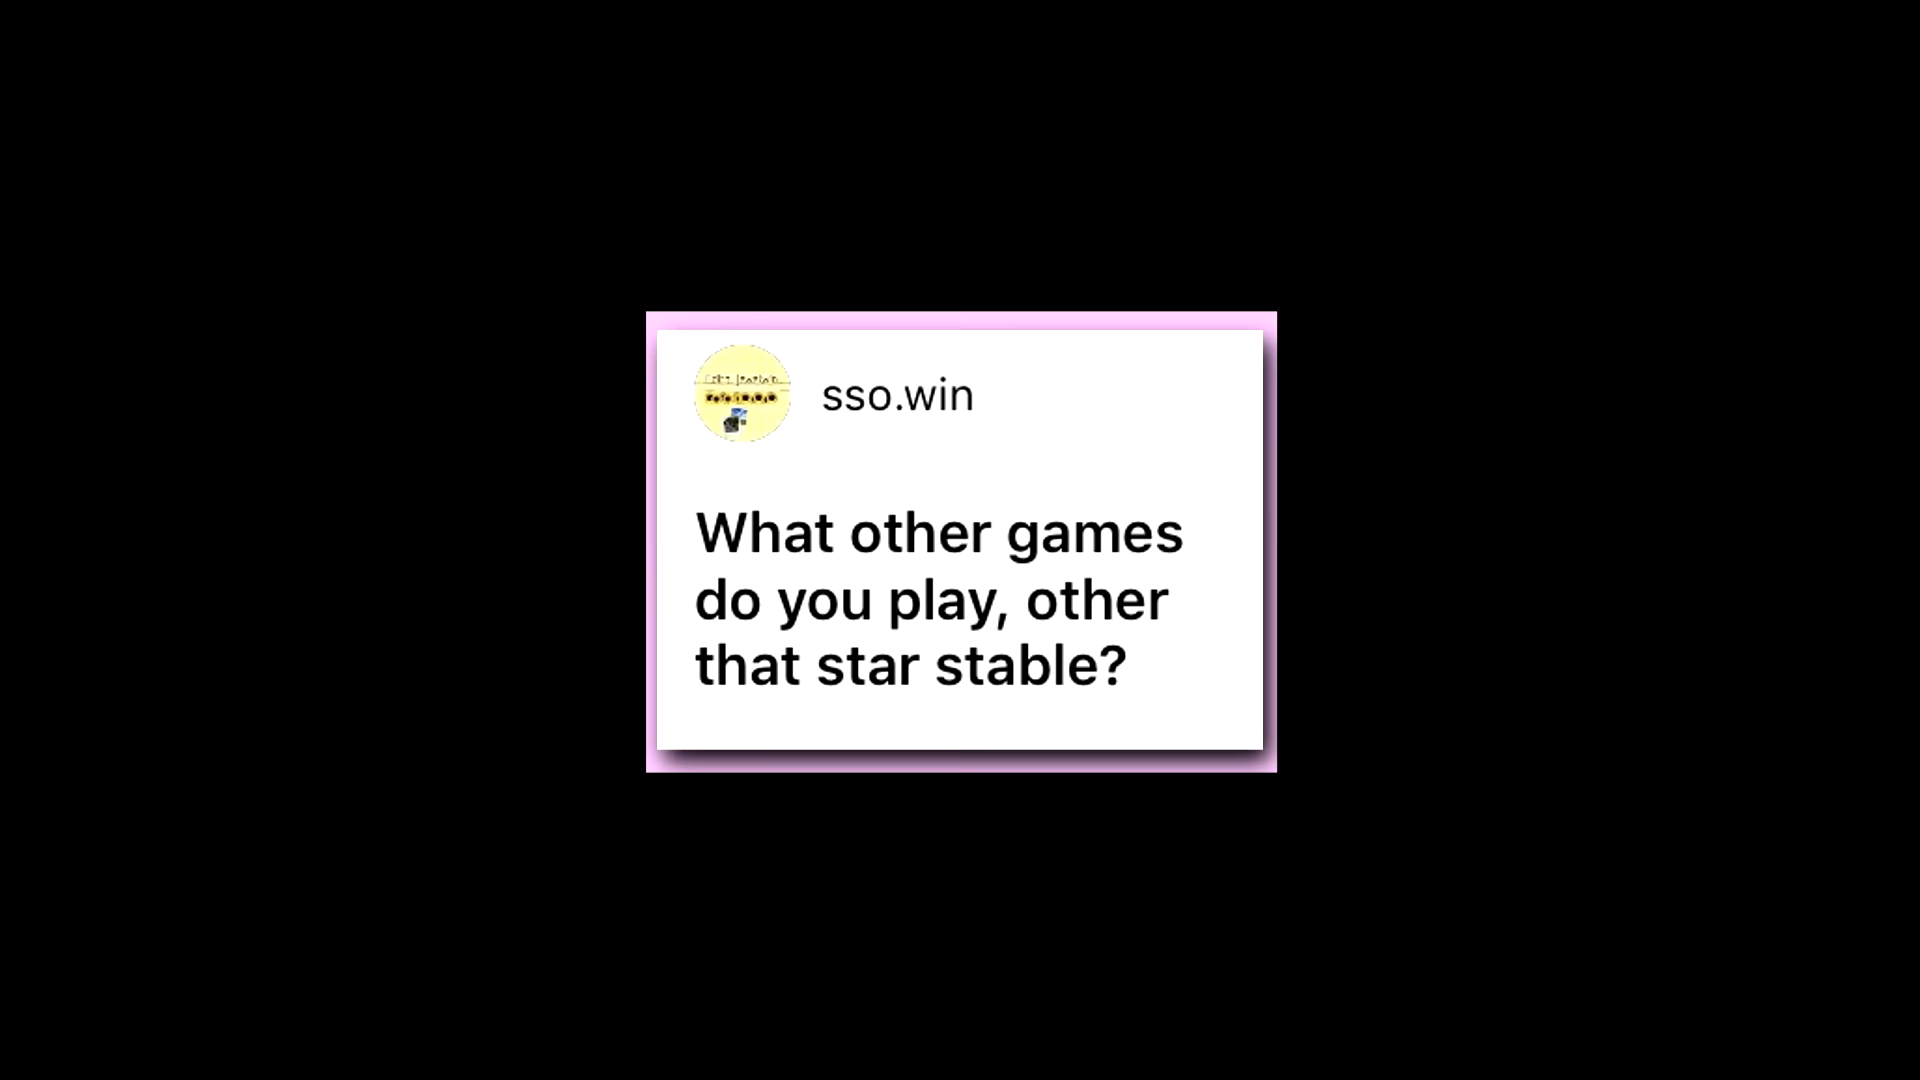 sso.win
What other games
do you play, other
that star stable?